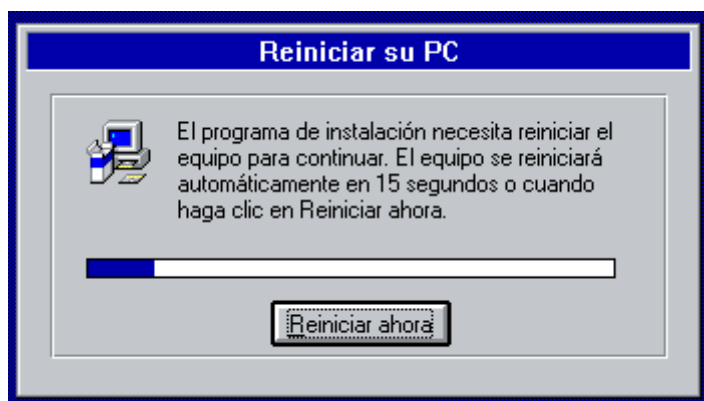 Reiniciar su PC
El programa de instalación necesita reiniciar el
equipo para continuar. El equipo se reiniciará
automáticamente en 15 segundos o cuando
haga clic en Reiniciar ahora.
Reiniciar ahora